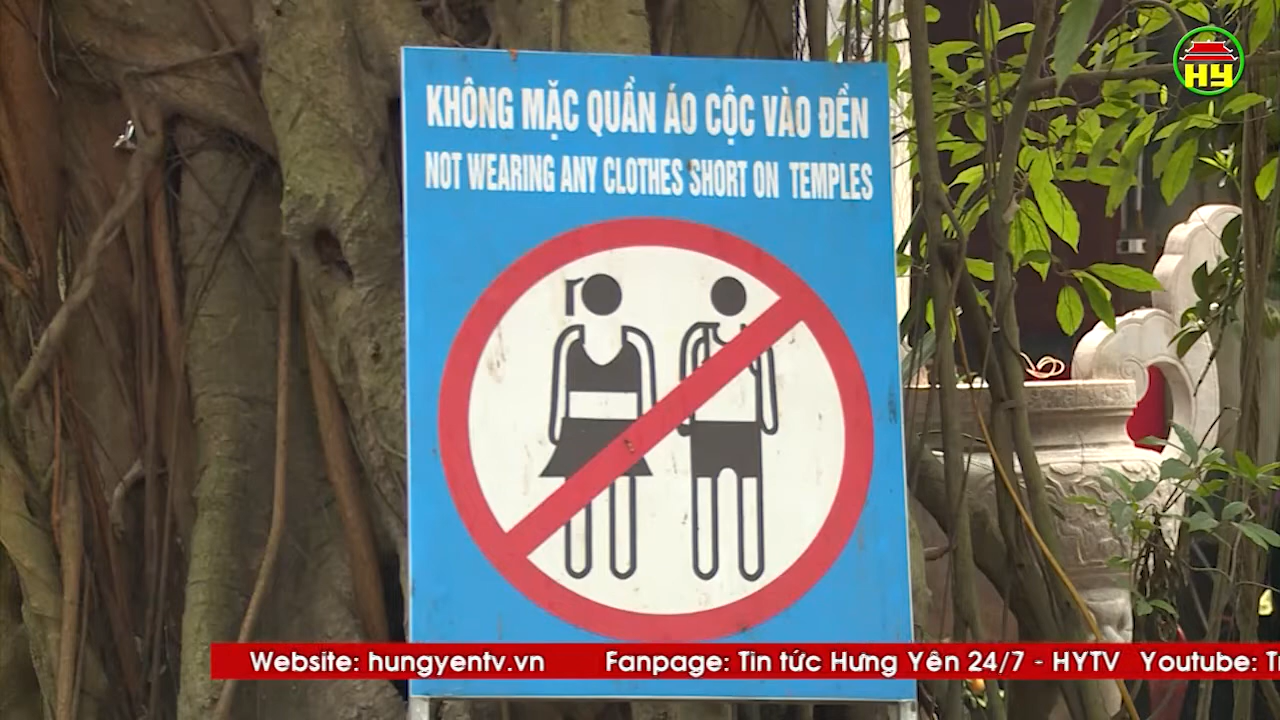 HY
KHÔNG MẶC QUẦN ÁO CỘC VÀO ĐỀN
NOT WEARING ANY CLOTHES SHORT ON TEMPLES
Website: hungyentv.vn Fanpage: Tin tức Hưng Yên 24/7 - HYTV Youtube: